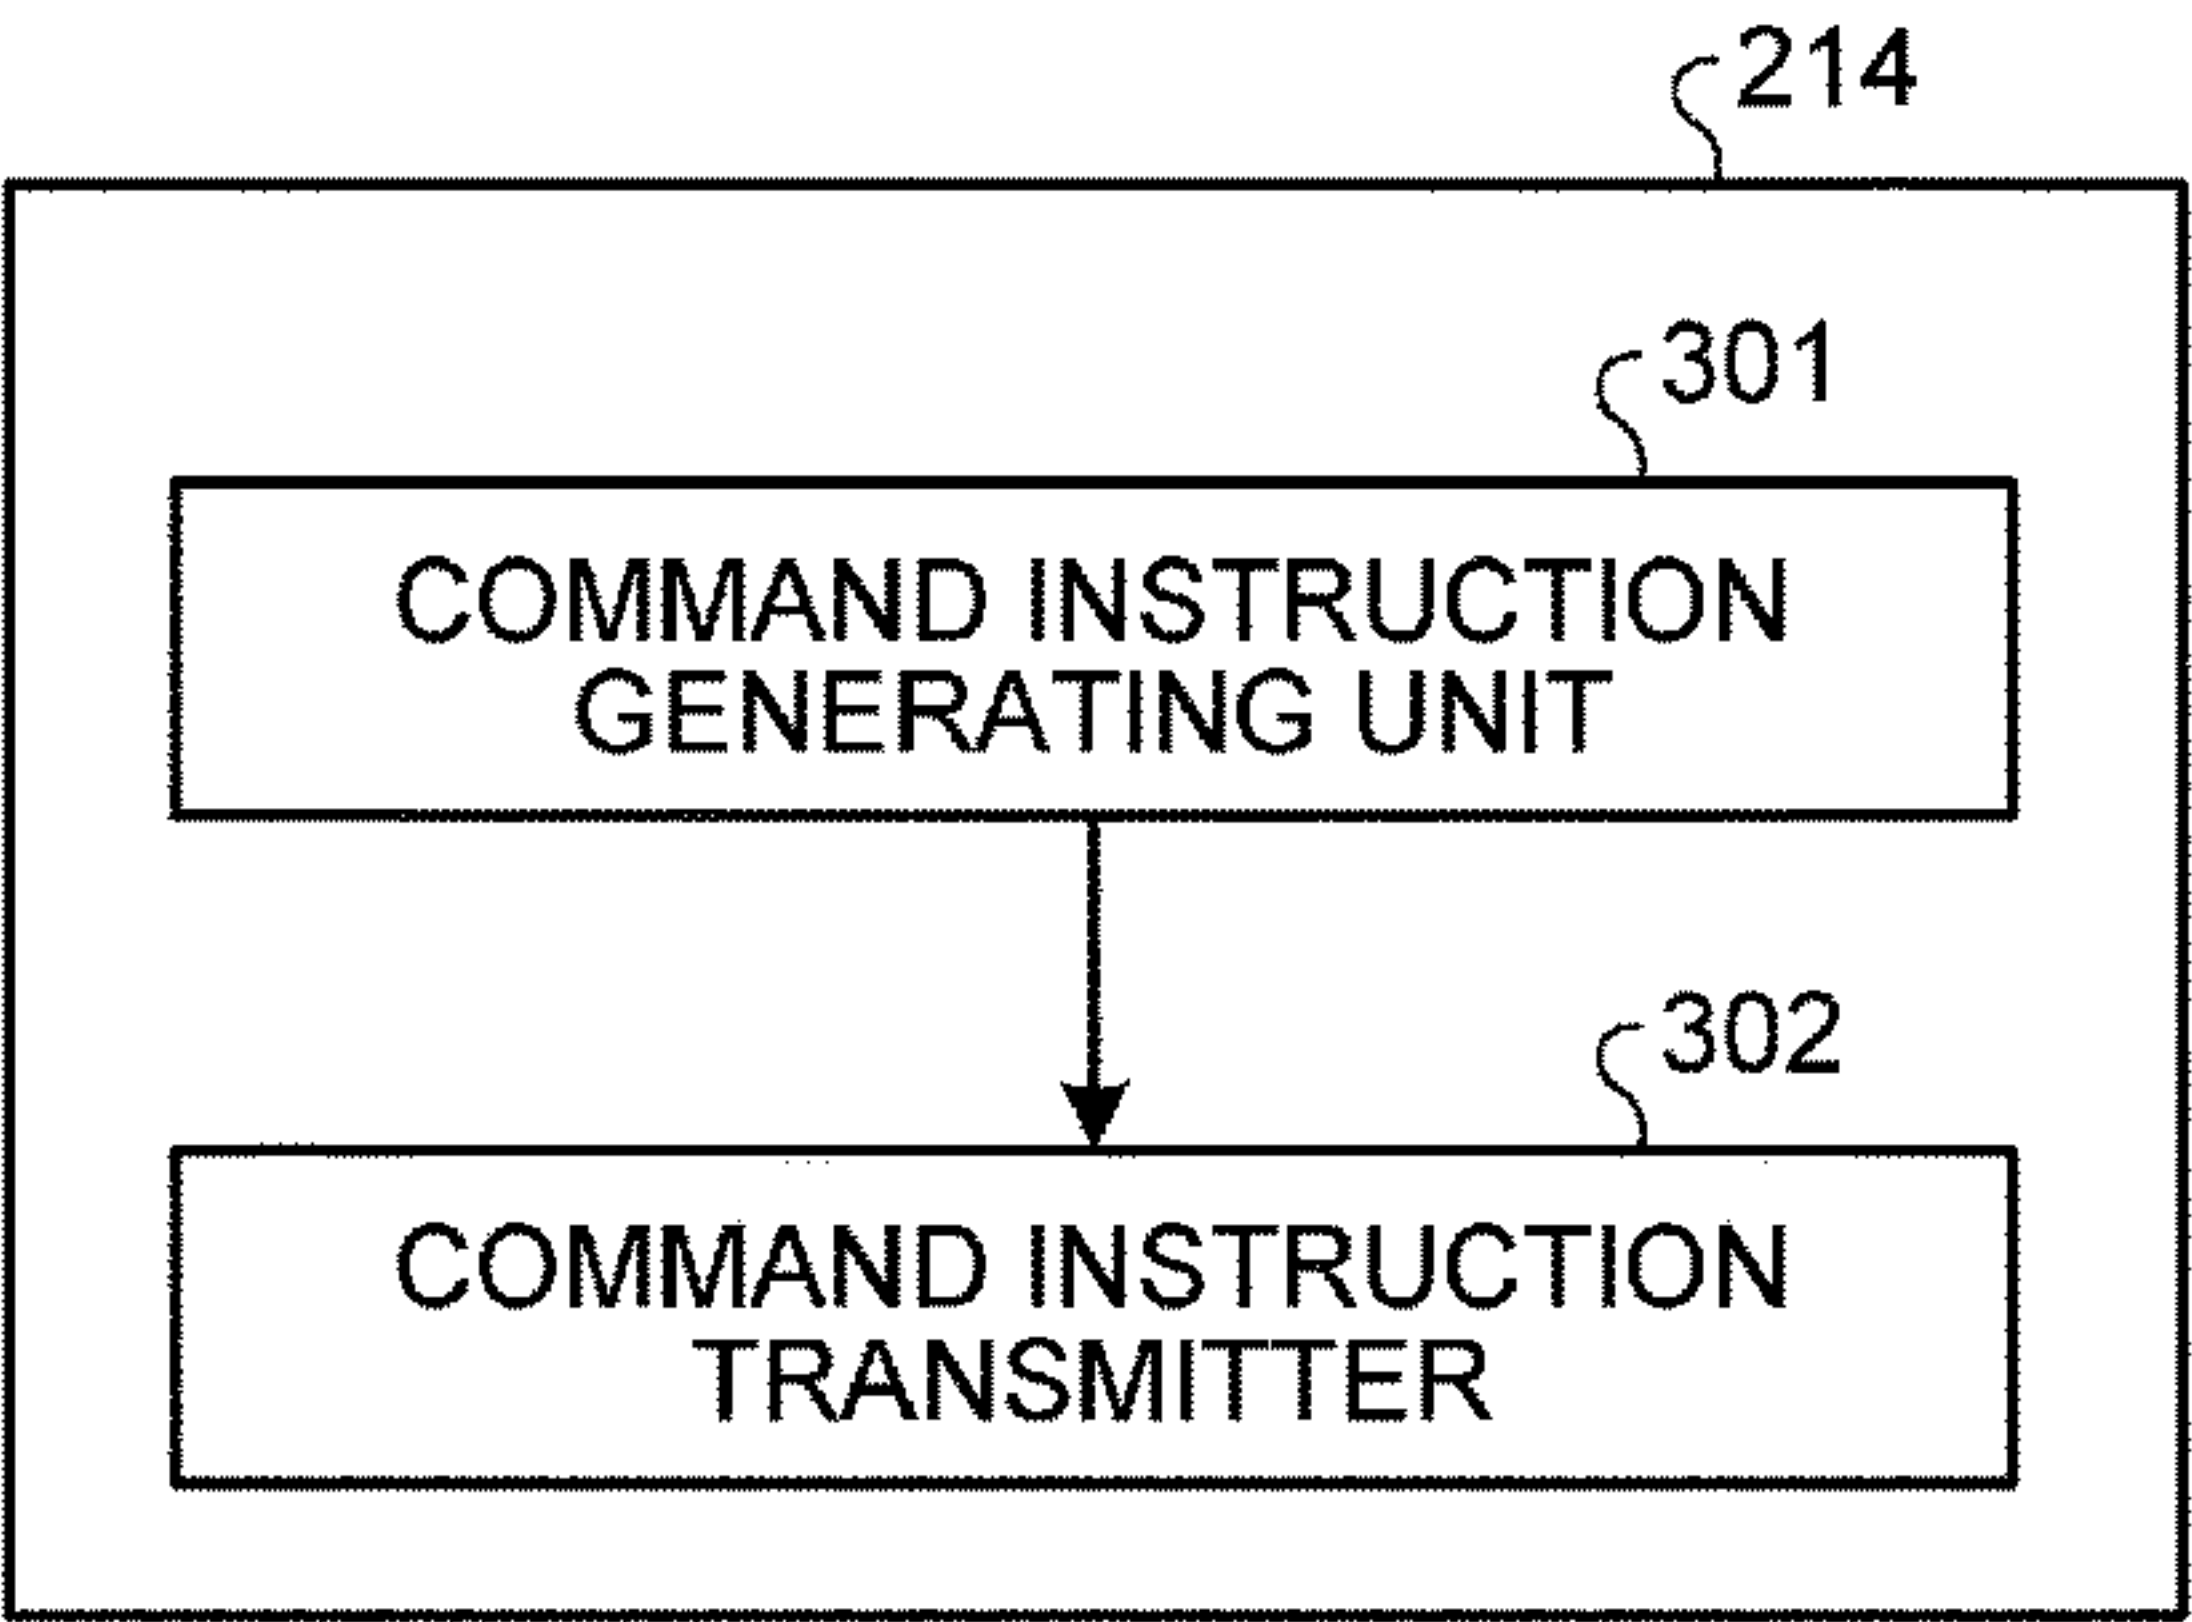 214
301
COMMAND INSTRUCTION
GENERATING UNIT
302
COMMAND INSTRUCTION
TRANSMITTER